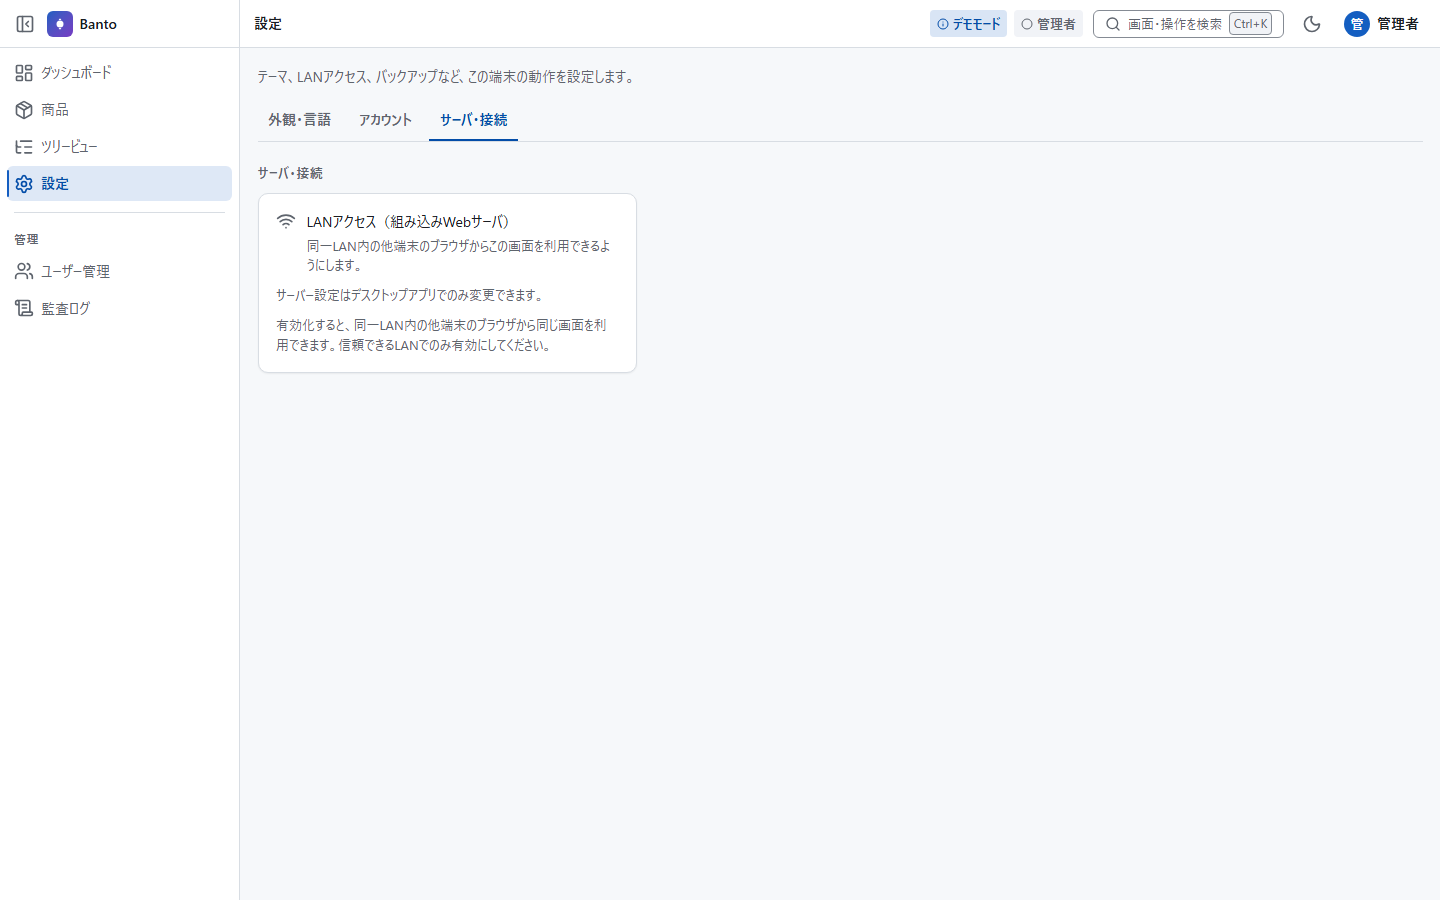 Banto
設定
デモモード
管理者
画面・操作を検索 Ctrl+K
管 管理者
ダッシュボード
商品
ツリービュー
設定
管理
ユーザー管理
監査ログ
テーマ、LANアクセス、バックアップなど、この端末の動作を設定します。
外観・言語 アカウント サーバ・接続
サーバ・接続
LANアクセス（組み込みWebサーバ）
同一LAN内の他端末のブラウザからこの画面を利用できるよ
うにします。
サーバー設定はデスクトップアプリでのみ変更できます。
有効化すると、同一LAN内の他端末のブラウザから同じ画面を利
用できます。信頼できるLANでのみ有効にしてください。